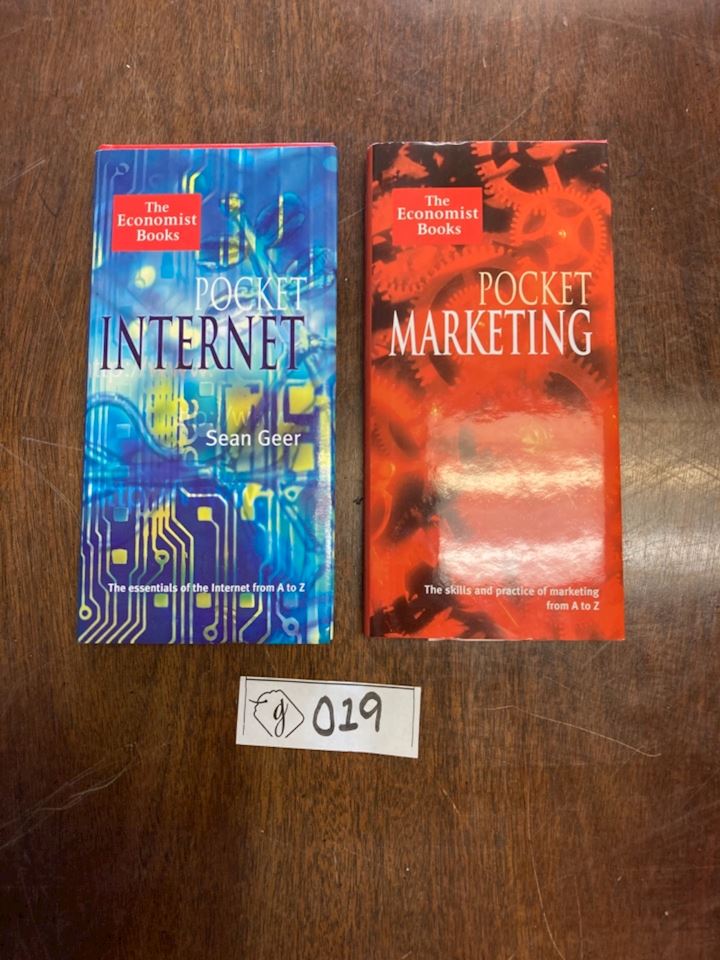 The
Economist
Books
POCKET
INTERNET
Sean Geer
The essentials of the Internet from A to Z
The
Economist
Books
POCKET
MARKETING
The skills and practice of marketing
from A to Z
g 019